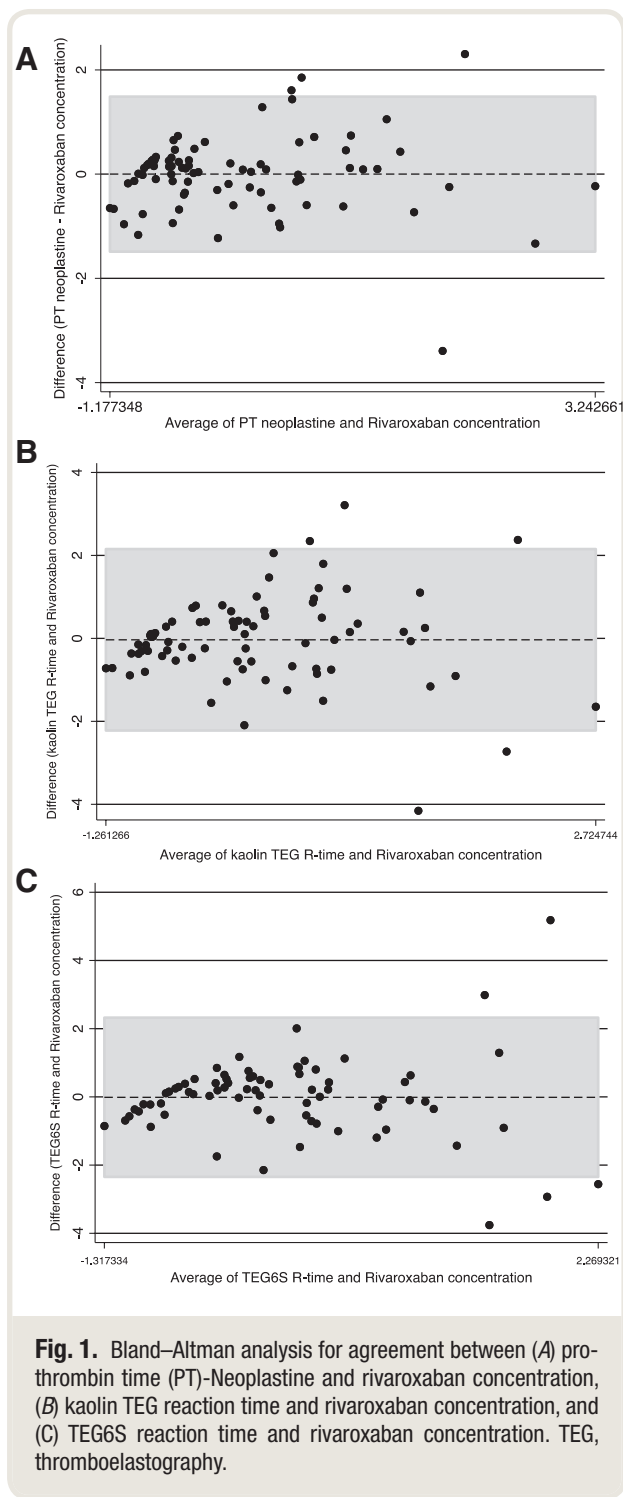 A
Difference (PT neoplastine - Rivaroxaban concentration)
2
0
-2
-4
-1.177348
3.242661
Average of PT neoplastine and Rivaroxaban concentration
B
Difference (kaolin TEG R-time and Rivaroxaban concentration)
4
2
0
-2
-4
-1.261266
2.724744
Average of kaolin TEG R-time and Rivaroxaban concentration
C
Difference (TEG6S R-time and Rivaroxaban concentration)
6
4
2
0
-2
-4
-1.317334
2.269321
Average of TEG6S R-time and Rivaroxaban concentration
Fig. 1. Bland–Altman analysis for agreement between (A) pro-
thrombin time (PT)-Neoplastine and rivaroxaban concentration,
(B) kaolin TEG reaction time and rivaroxaban concentration, and
(C) TEG6S reaction time and rivaroxaban concentration. TEG,
thromboelastography.